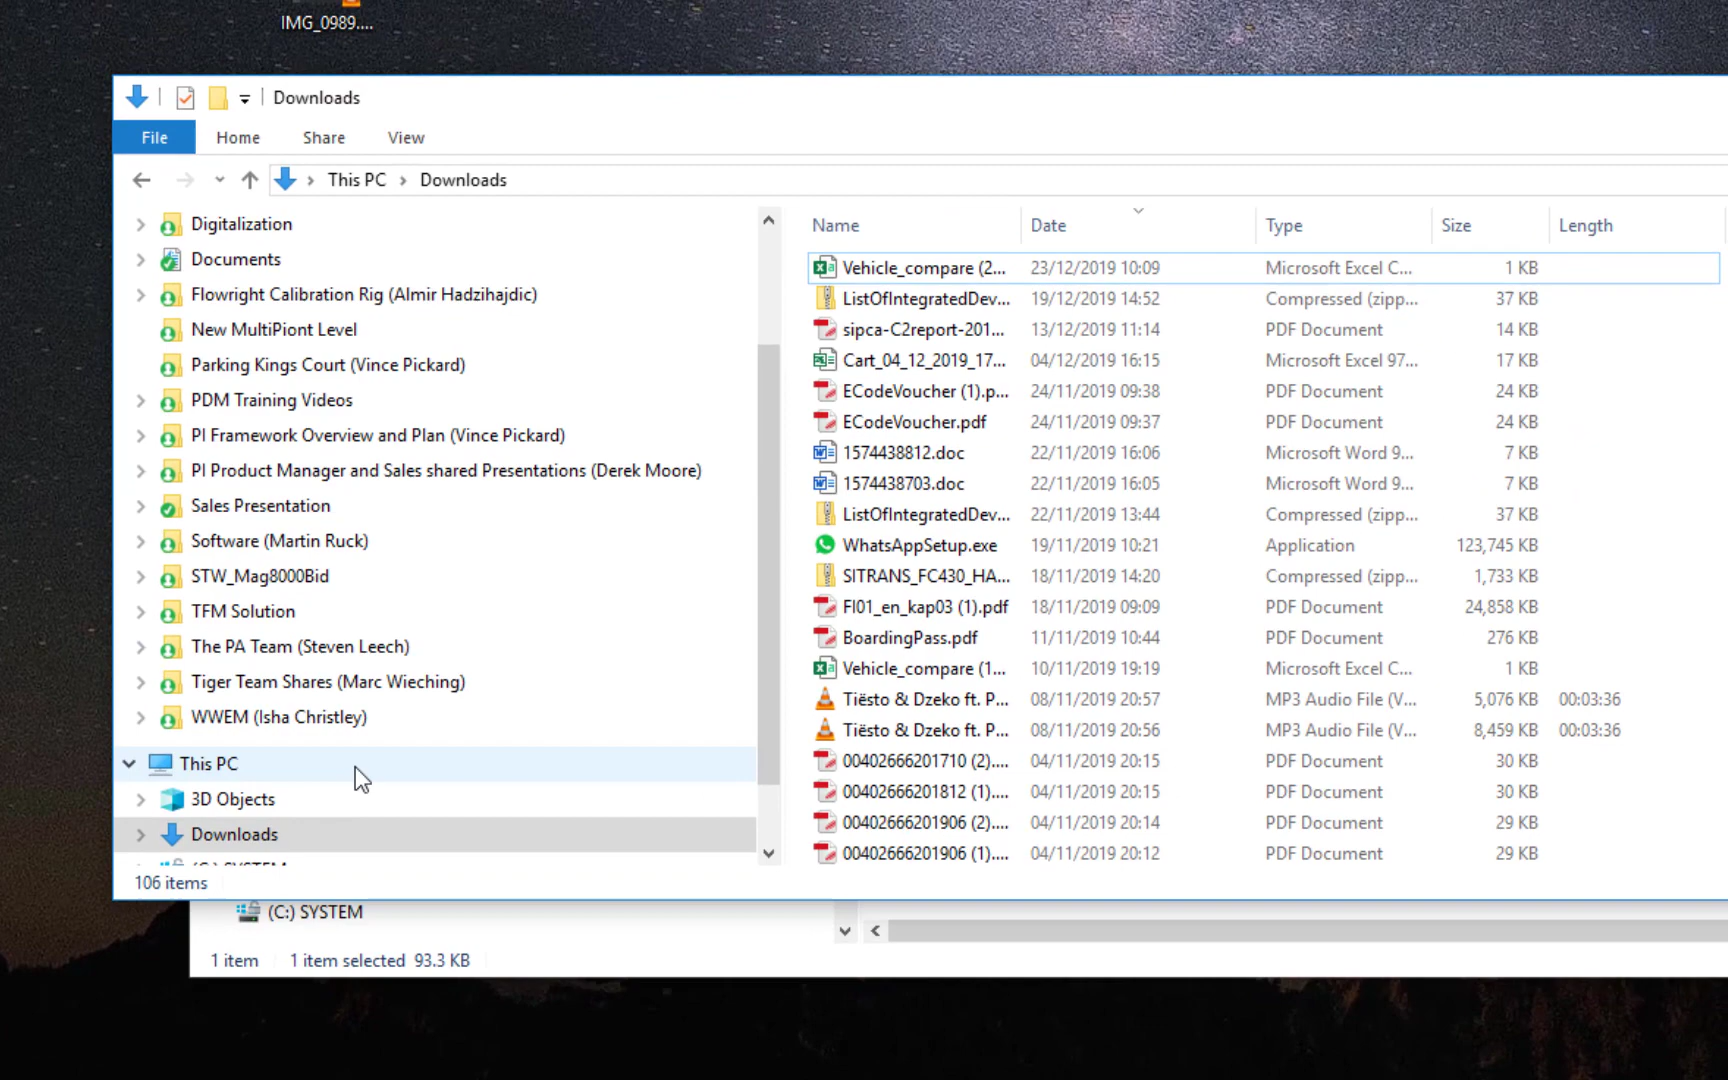 IMG_0989....
Downloads
File Home Share View
This PC Downloads
Digitalization
Documents
Flowright Calibration Rig (Almir Hadzihajdic)
New MultiPiont Level
Parking Kings Court (Vince Pickard)
PDM Training Videos
PI Framework Overview and Plan (Vince Pickard)
PI Product Manager and Sales shared Presentations (Derek Moore)
Sales Presentation
Software (Martin Ruck)
STW_Mag8000Bid
TFM Solution
The PA Team (Steven Leech)
Tiger Team Shares (Marc Wieching)
WWEM (Isha Christley)
This PC
3D Objects
Downloads
(C:) SYSTEM
106 items
Name Date Type Size Length
Vehicle_compare (2... 23/12/2019 10:09 Microsoft Excel C... 1 KB
ListOfIntegratedDev... 19/12/2019 14:52 Compressed (zipp... 37 KB
sipca-C2report-201... 13/12/2019 11:14 PDF Document 14 KB
Cart_04_12_2019_17... 04/12/2019 16:15 Microsoft Excel 97... 17 KB
ECodeVoucher (1).p... 24/11/2019 09:38 PDF Document 24 KB
ECodeVoucher.pdf 24/11/2019 09:37 PDF Document 24 KB
1574438812.doc 22/11/2019 16:06 Microsoft Word 9... 7 KB
1574438703.doc 22/11/2019 16:05 Microsoft Word 9... 7 KB
ListOfIntegratedDev... 22/11/2019 13:44 Compressed (zipp... 37 KB
WhatsAppSetup.exe 19/11/2019 10:21 Application 123,745 KB
SITRANS_FC430_HA... 18/11/2019 14:20 Compressed (zipp... 1,733 KB
FI01_en_kap03 (1).pdf 18/11/2019 09:09 PDF Document 24,858 KB
BoardingPass.pdf 11/11/2019 10:44 PDF Document 276 KB
Vehicle_compare (1... 10/11/2019 19:19 Microsoft Excel C... 1 KB
Tiësto & Dzeko ft. P... 08/11/2019 20:57 MP3 Audio File (V... 5,076 KB 00:03:36
Tiësto & Dzeko ft. P... 08/11/2019 20:56 MP3 Audio File (V... 8,459 KB 00:03:36
00402666201710 (2).... 04/11/2019 20:15 PDF Document 30 KB
00402666201812 (1).... 04/11/2019 20:15 PDF Document 30 KB
00402666201906 (2).... 04/11/2019 20:14 PDF Document 29 KB
00402666201906 (1).... 04/11/2019 20:12 PDF Document 29 KB
(C:) SYSTEM
1 item 1 item selected 93.3 KB